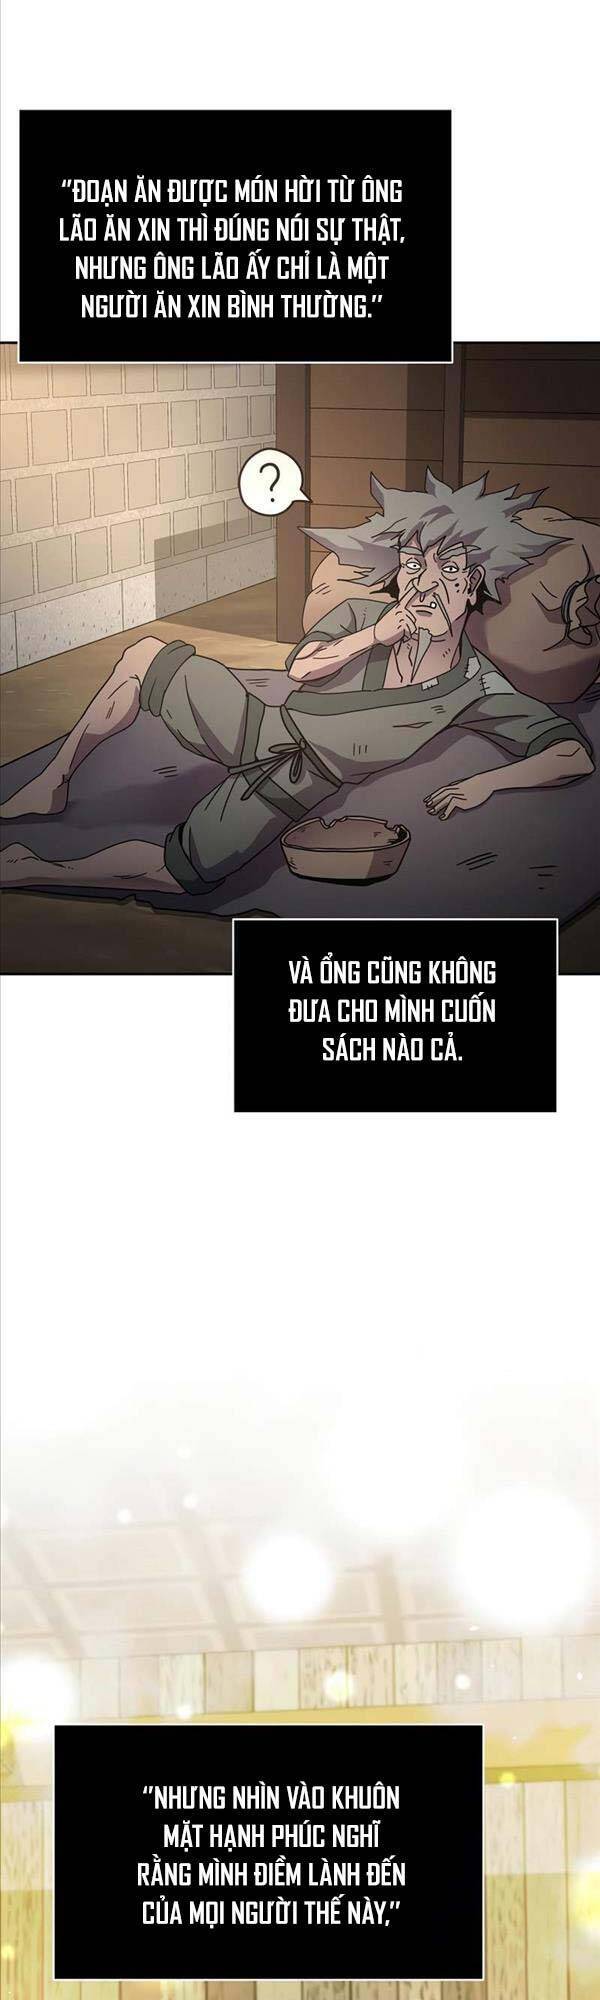 “ĐOẠN ĂN ĐƯỢC MÓN HỜI TỪ ÔNG
LÃO ĂN XIN THÌ ĐÚNG NÓI SỰ THẬT,
NHƯNG ÔNG LÃO ẤY CHỈ LÀ MỘT
NGƯỜI ĂN XIN BÌNH THƯỜNG.”
?
VÀ ỔNG CŨNG KHÔNG
ĐƯA CHO MÌNH CUỐN
SÁCH NÀO CẢ.
“NHƯNG NHÌN VÀO KHUÔN
MẶT HẠNH PHÚC NGHĨ
RẰNG MÌNH ĐIỀM LÀNH ĐẾN
CỦA MỌI NGƯỜI THẾ NÀY,”